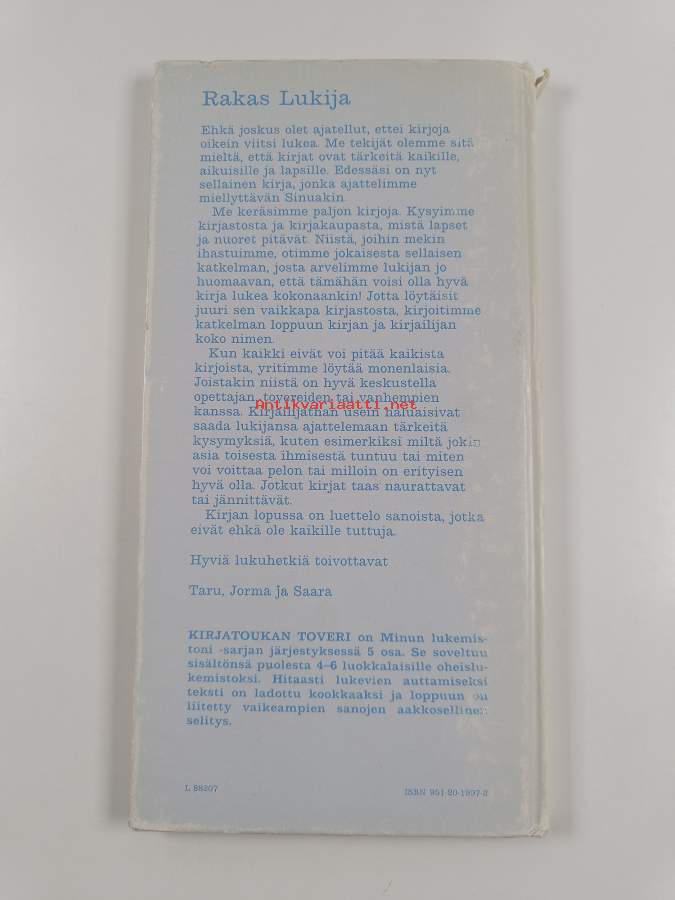 Rakas Lukija
Ehkä joskus olet ajatellut, ettei kirjoja
oikein viitsi lukea. Me tekijät olemme sitä
mieltä, että kirjat ovat tärkeitä kaikille,
aikuisille ja lapsille. Edessäsi on nyt
sellainen kirja, jonka ajattelimme
miellyttävän Sinuakin.
Me keräsimme paljon kirjoja. Kysyimme
kirjastosta ja kirjakaupasta, mistä lapset
ja nuoret pitävät. Niistä, joihin mekin
ihastuimme, otimme jokaisesta sellaisen
katkelman, josta arvelimme lukijan jo
huomaavan, että tämähän voisi olla hyvä
kirja lukea kokonaankin! Jotta löytäisit
juuri sen vaikkapa kirjastosta, kirjoitimme
katkelman loppuun kirjan ja kirjailijan
koko nimen.
Kun kaikki eivät voi pitää kaikista
kirjoista, yritimme löytää monenlaisia.
Joistakin niistä on hyvä keskustella
opettajan, tovereiden tai vanhempien
Antikvariaatti.net
kanssa. Kirjailijathan usein haluaisivat
saada lukijansa ajattelemaan tärkeitä
kysymyksiä, kuten esimerkiksi miltä jokin
asia toisesta ihmisestä tuntuu tai miten
voi voittaa pelon tai milloin on erityisen
hyvä olla. Jotkut kirjat taas naurattavat
tai jännittävät.
Kirjan lopussa on luettelo sanoista, jotka
eivät ehkä ole kaikille tuttuja.
Hyviä lukuhetkiä toivottavat
Taru, Jorma ja Saara
KIRJATOUKAN TOVERI on Minun lukemis-
toni -sarjan järjestyksessä 5 osa. Se soveltuu
sisältönsä puolesta 4–6 luokkalaisille oheislu-
kemistoksi. Hitaasti lukevien auttamiseksi
teksti on ladottu kookkaaksi ja loppuun on
liitetty vaikeampien sanojen aakkosellinen
selitys.
L 88207
ISBN 951-20-1997-2